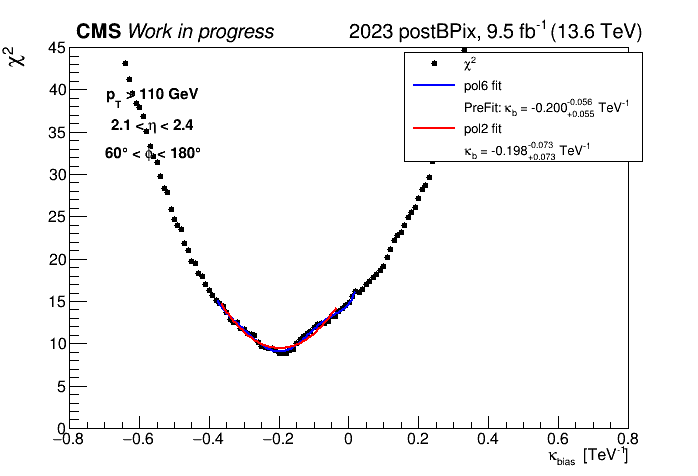 CMS Work in progress 2023 postBPix, 9.5 fb⁻¹ (13.6 TeV)
χ²
45
40
35
30
25
20
15
10
5
0
p_T > 110 GeV
2.1 < η < 2.4
60° < ϕ < 180°
χ²
pol6 fit
PreFit: κ_b = -0.200 -0.056 +0.055 TeV⁻¹
pol2 fit
κ_b = -0.198 -0.073 +0.073 TeV⁻¹
−0.8 −0.6 −0.4 −0.2 0 0.2 0.4 0.6 0.8
κ_bias [TeV⁻¹]